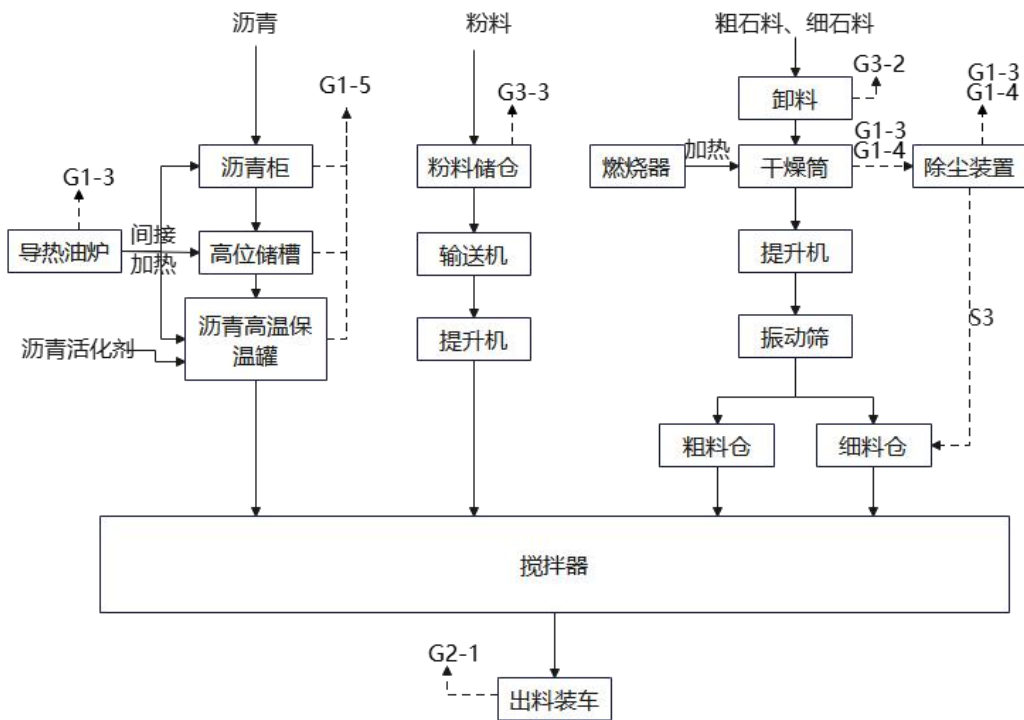 沥青
粉料
粗石料、细石料
G1-5
G3-3
G3-2
G1-3
G1-4
卸料
G1-3
G1-4
沥青柜
粉料储仓
燃烧器
加热
干燥筒
除尘装置
G1-3
导热油炉
间接
加热
高位储槽
输送机
提升机
沥青高温保
温罐
沥青活化剂
提升机
振动筛
S3
粗料仓
细料仓
搅拌器
G2-1
出料装车